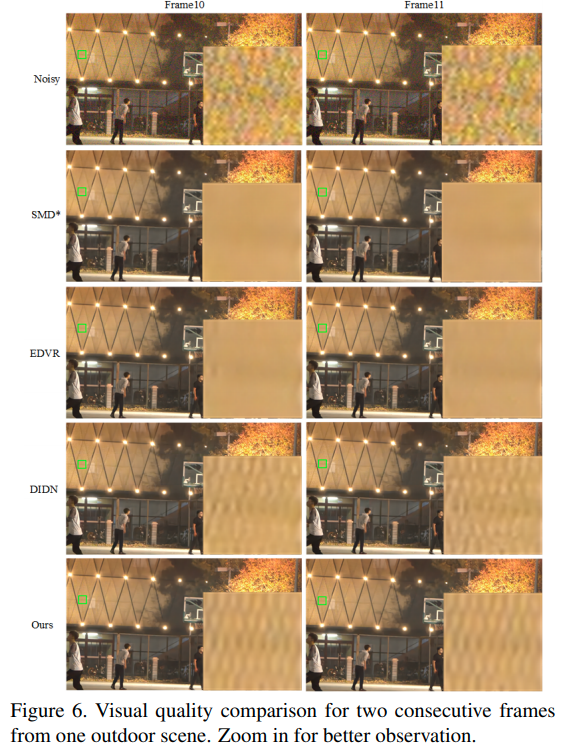 Frame10 Frame11
Noisy
SMD*
EDVR
DIDN
Ours
Figure 6. Visual quality comparison for two consecutive frames
from one outdoor scene. Zoom in for better observation.